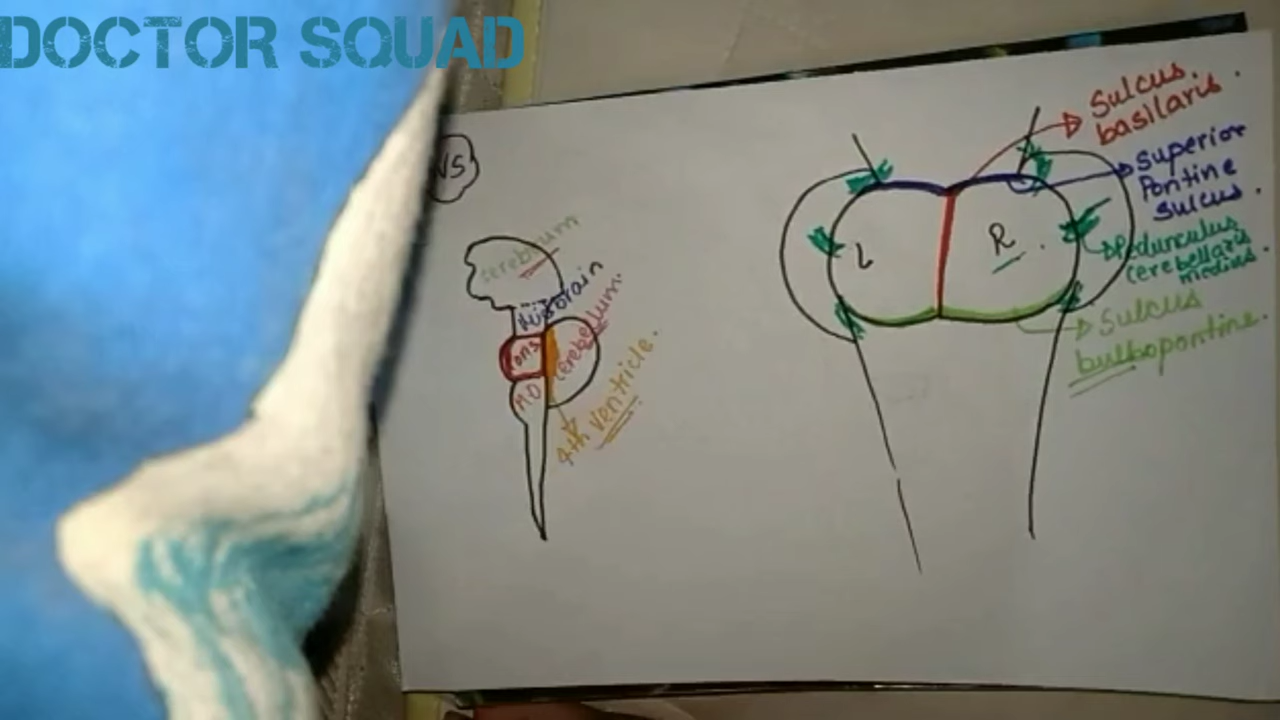 DOCTOR SQUAD
VS
cerebrum
Midbrain
Pons
cerebellum.
MO
4th ventricle.
L
R.
Sulcus
basilaris.
Superior
Pontine
Sulcus.
Pedunculus
cerebellaris
medius.
Sulcus
bulbopontine.